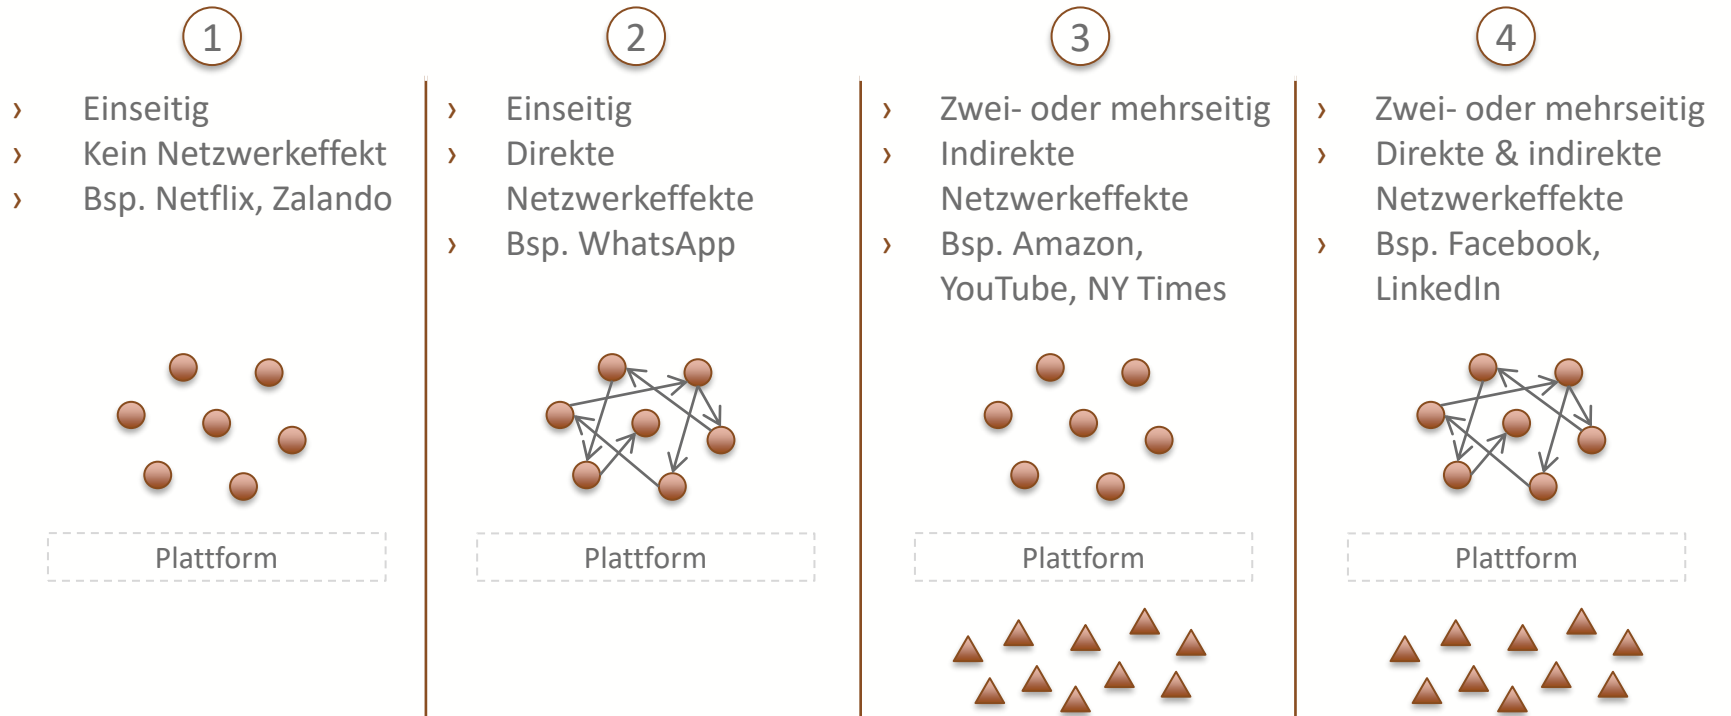 1
› Einseitig
› Kein Netzwerkeffekt
› Bsp. Netflix, Zalando
Plattform
2
› Einseitig
› Direkte
Netzwerkeffekte
› Bsp. WhatsApp
Plattform
3
› Zwei- oder mehrseitig
› Indirekte
Netzwerkeffekte
› Bsp. Amazon,
YouTube, NY Times
Plattform
4
› Zwei- oder mehrseitig
› Direkte & indirekte
Netzwerkeffekte
› Bsp. Facebook,
LinkedIn
Plattform